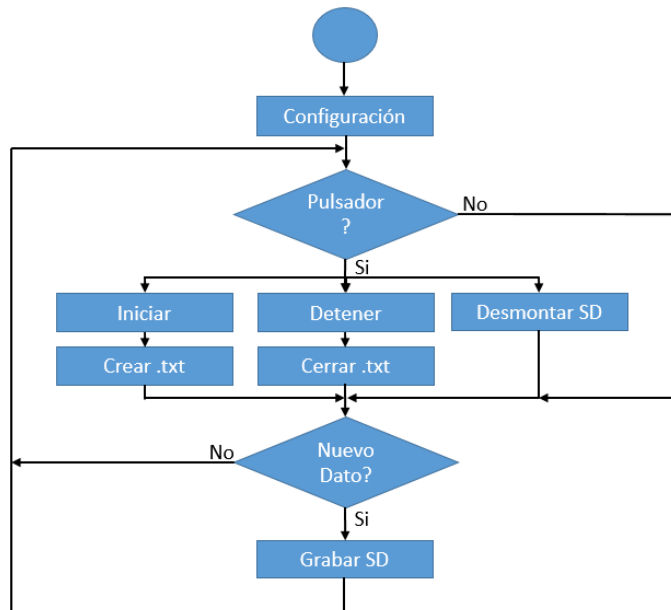 Configuración
Pulsador
?
No
Si
Iniciar
Detener
Desmontar SD
Crear .txt
Cerrar .txt
Nuevo
Dato?
No
Si
Grabar SD